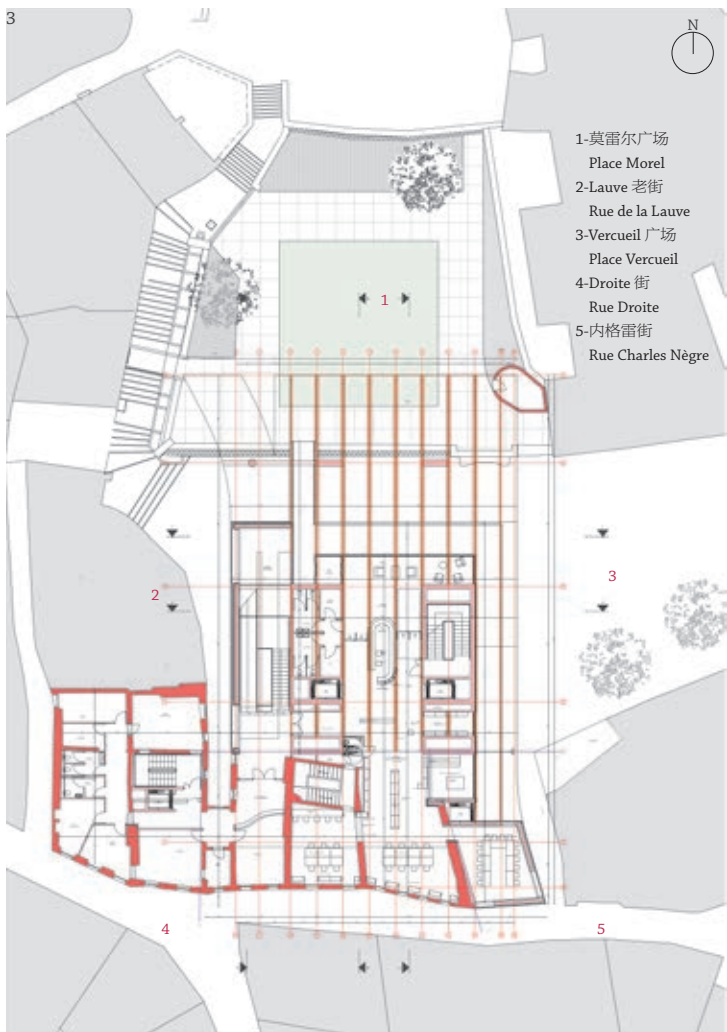 3
N
1-莫雷尔广场
Place Morel
2-Lauve 老街
Rue de la Lauve
3-Vercueil 广场
Place Vercueil
4-Droite 街
Rue Droite
5-内格雷街
Rue Charles Nègre
1
2
3
4
5